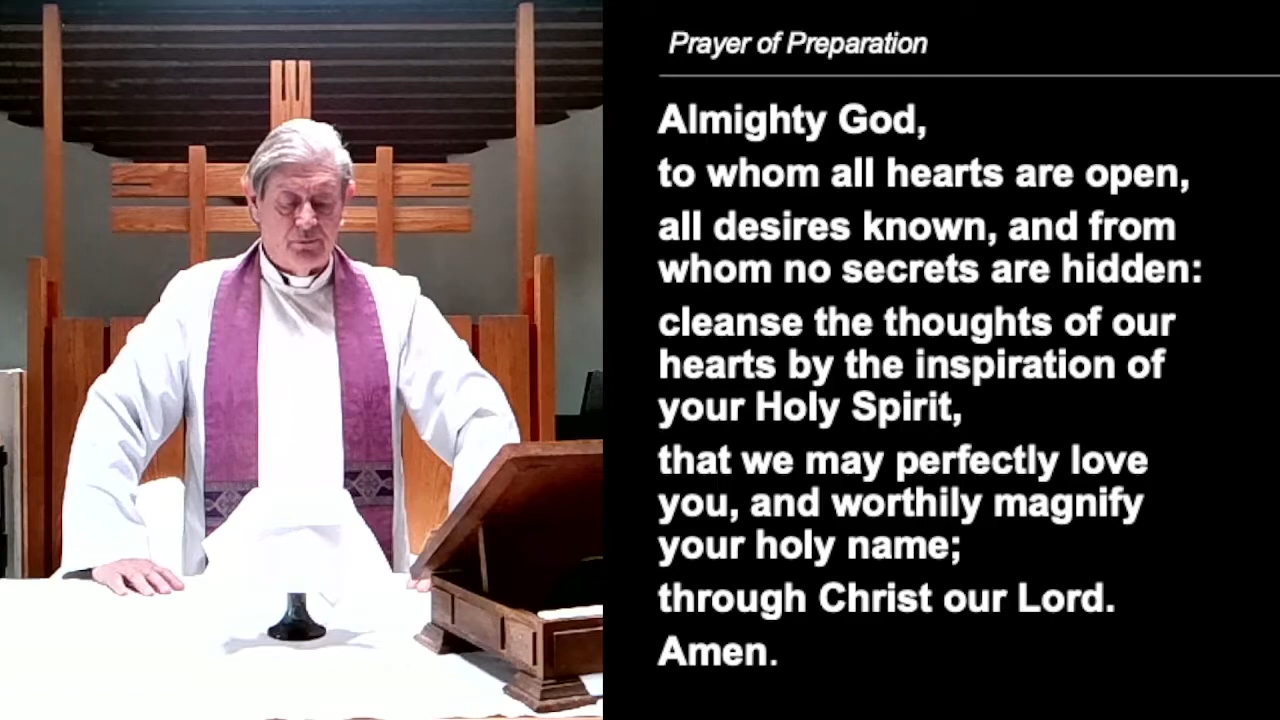 Prayer of Preparation
Almighty God,
to whom all hearts are open,
all desires known, and from
whom no secrets are hidden:
cleanse the thoughts of our
hearts by the inspiration of
your Holy Spirit,
that we may perfectly love
you, and worthily magnify
your holy name;
through Christ our Lord.
Amen.